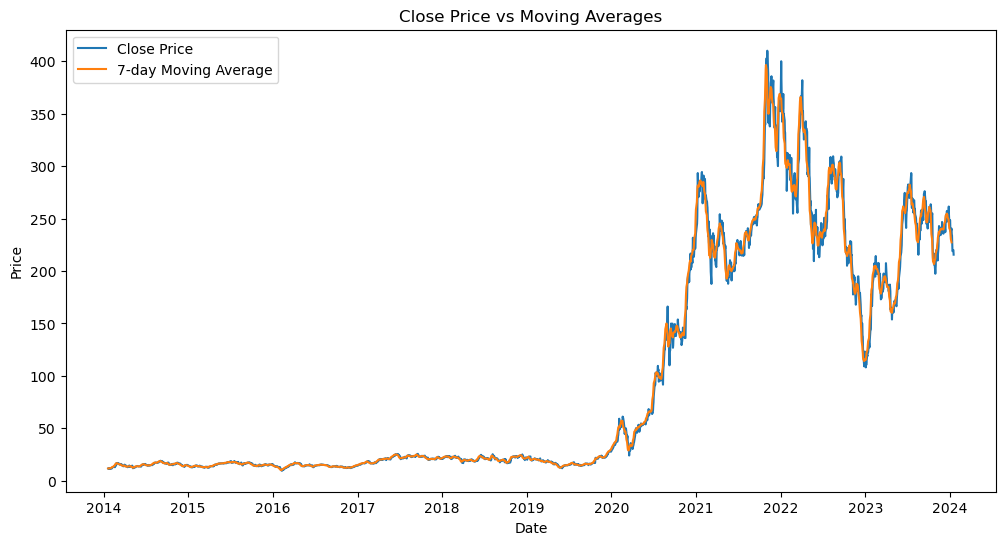 Close Price vs Moving Averages
Close Price
7-day Moving Average
400
350
300
250
200
150
100
50
0
Price
2014 2015 2016 2017 2018 2019 2020 2021 2022 2023 2024
Date